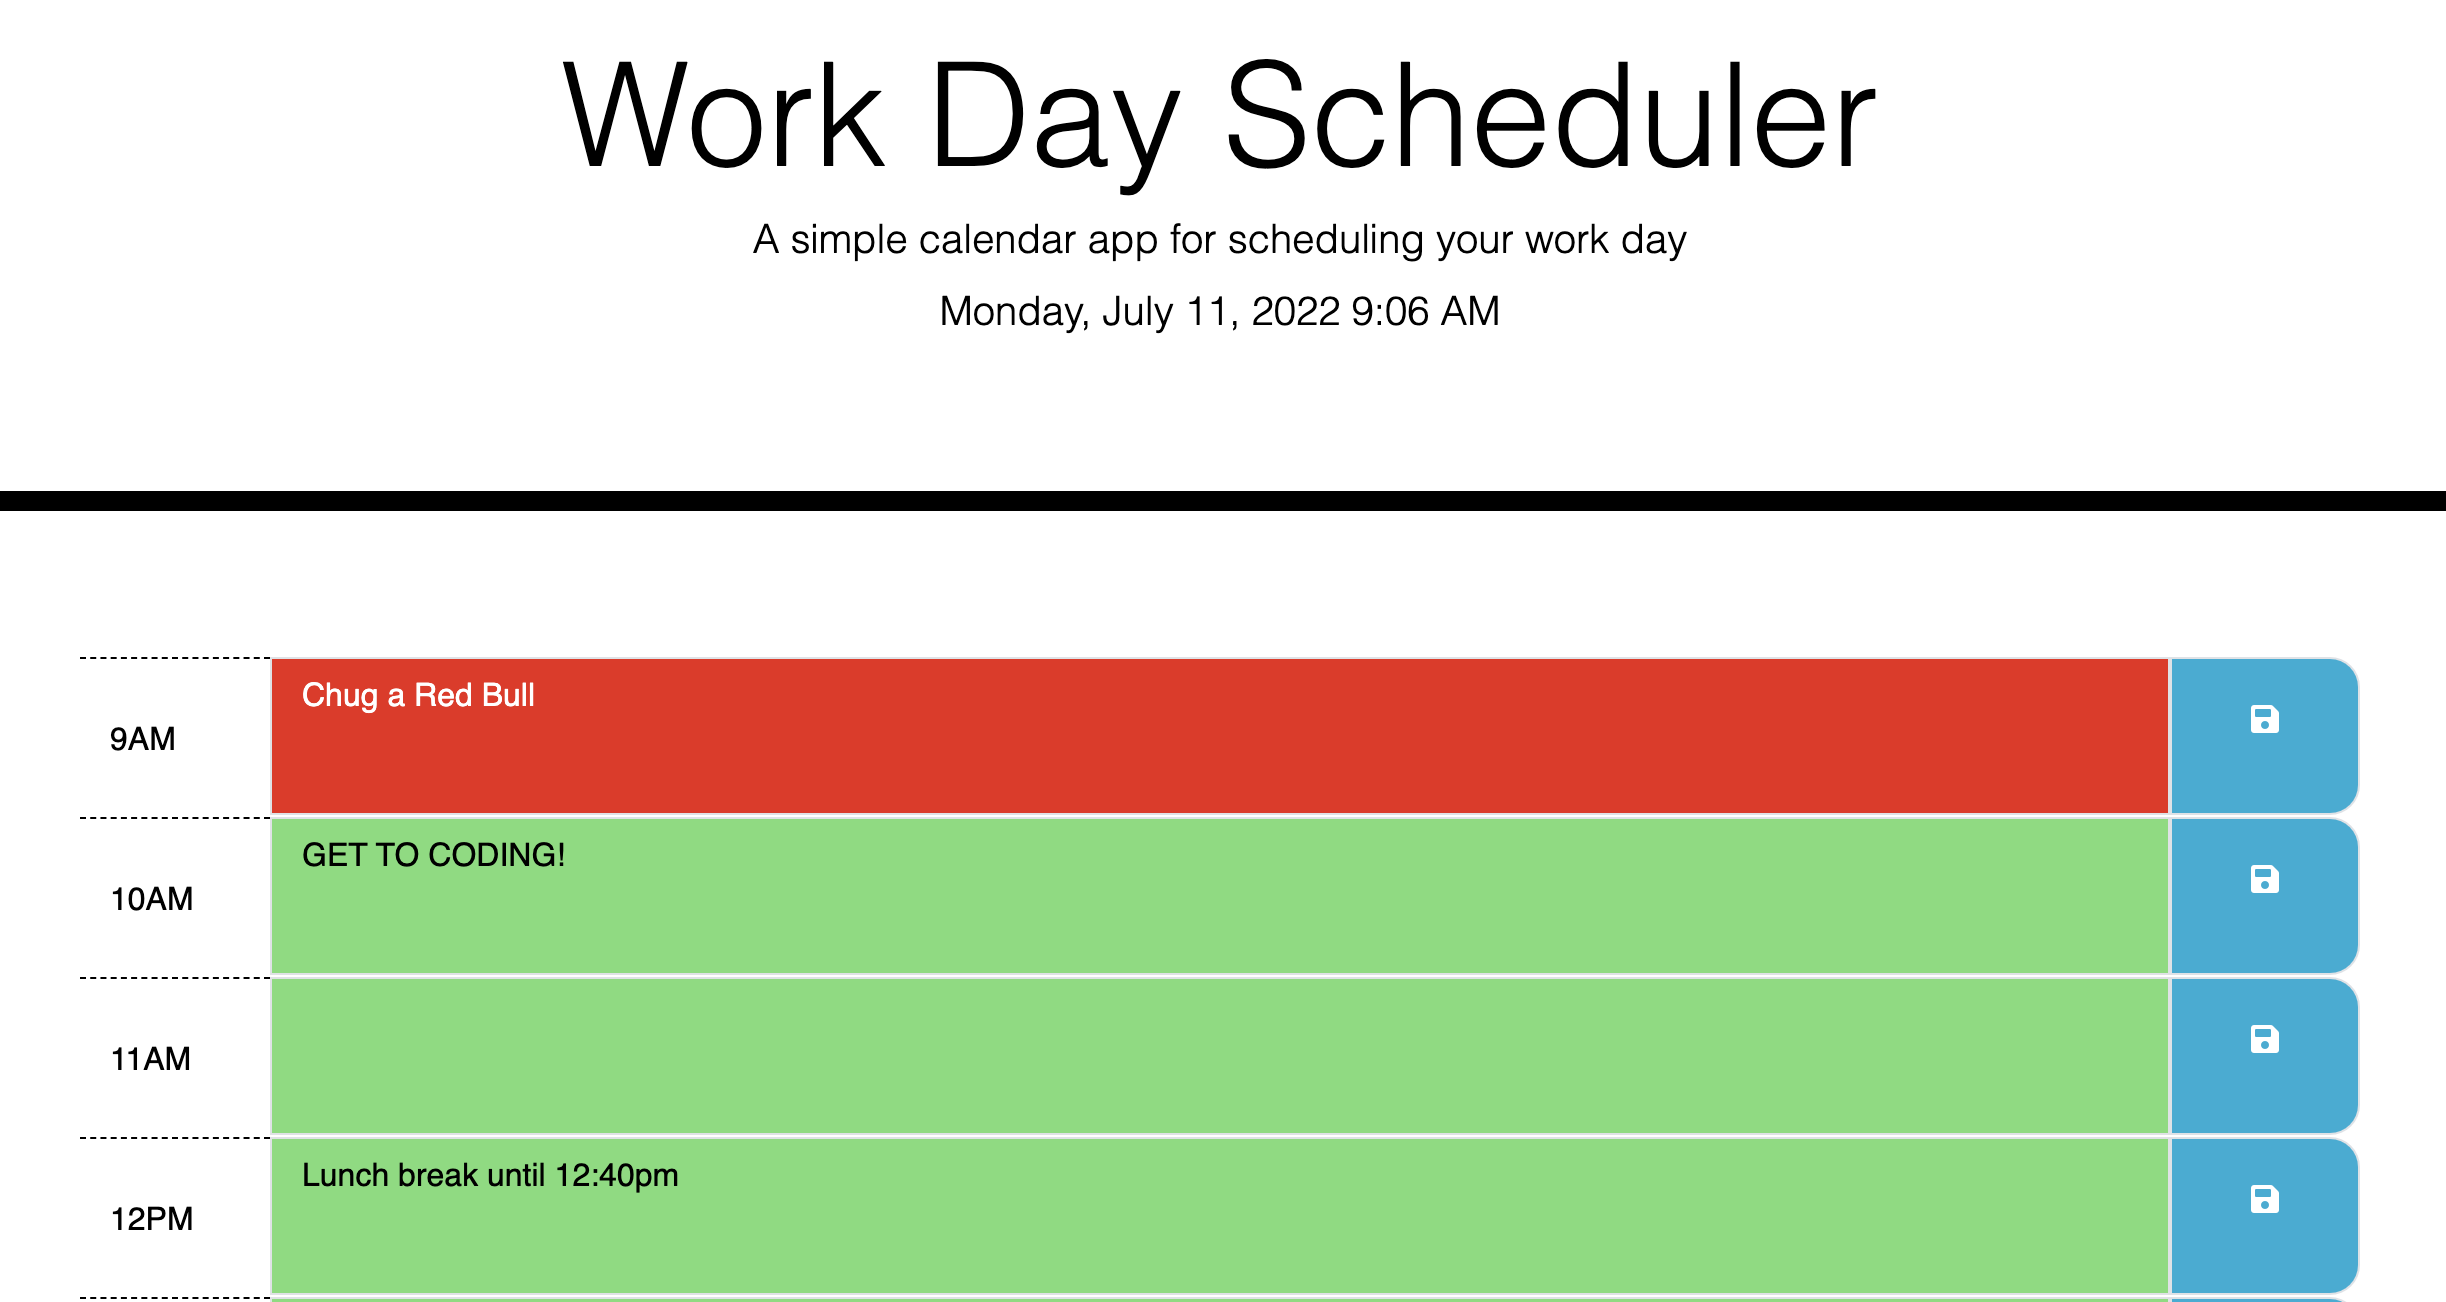 Work Day Scheduler
A simple calendar app for scheduling your work day
Monday, July 11, 2022 9:06 AM
9AM
Chug a Red Bull
10AM
GET TO CODING!
11AM
12PM
Lunch break until 12:40pm